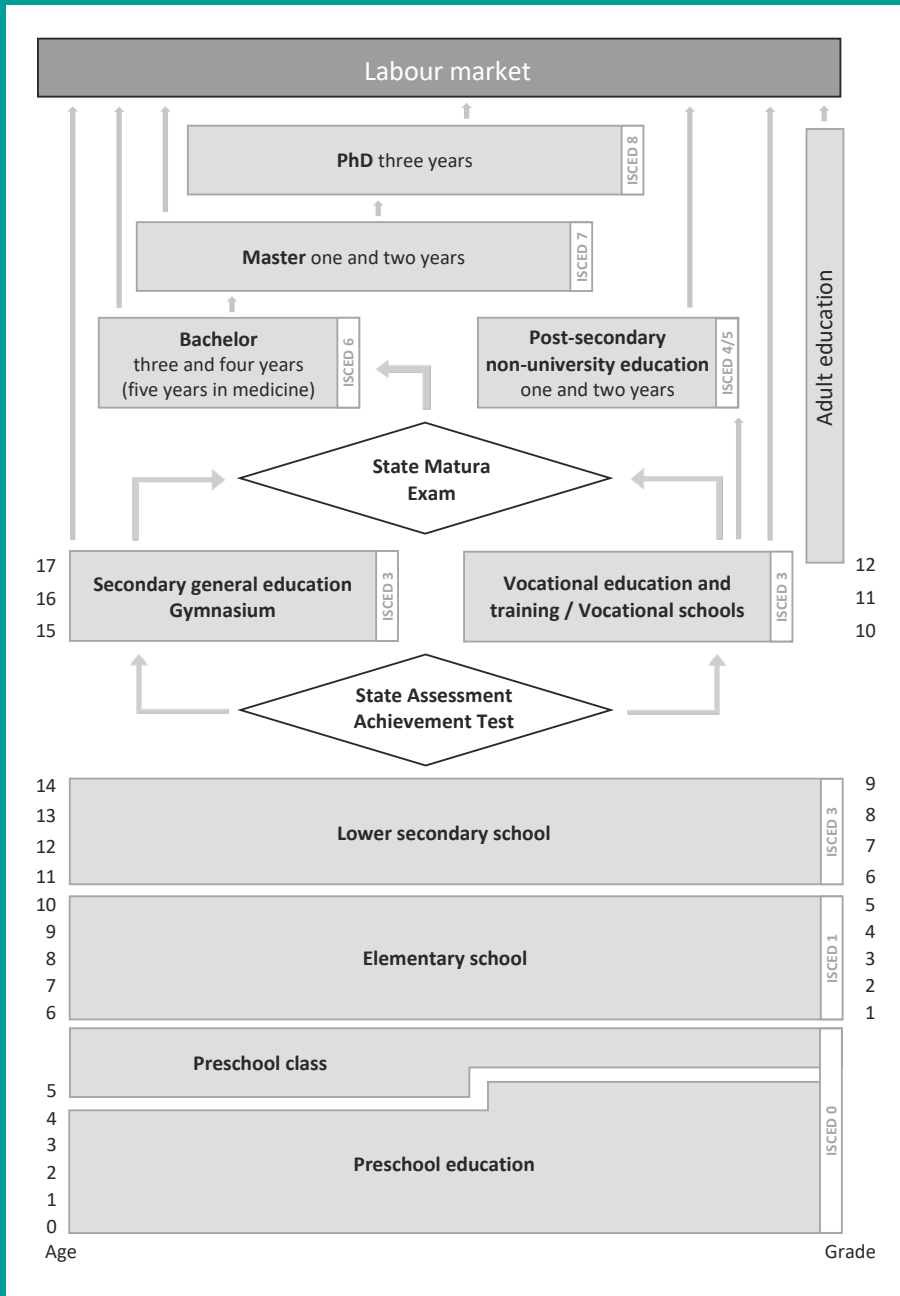 Labour market
PhD three years
ISCED 8
Master one and two years
ISCED 7
Bachelor
three and four years
(five years in medicine)
ISCED 6
Post-secondary
non-university education
one and two years
ISCED 4/5
Adult education
State Matura
Exam
17
16
15
Secondary general education
Gymnasium
ISCED 3
Vocational education and
training / Vocational schools
ISCED 3
12
11
10
State Assessment
Achievement Test
14
13
12
11
Lower secondary school
ISCED 3
9
8
7
6
10
9
8
7
6
Elementary school
ISCED 1
5
4
3
2
1
Preschool class
5
4
3
2
1
0
Preschool education
ISCED 0
Age
Grade